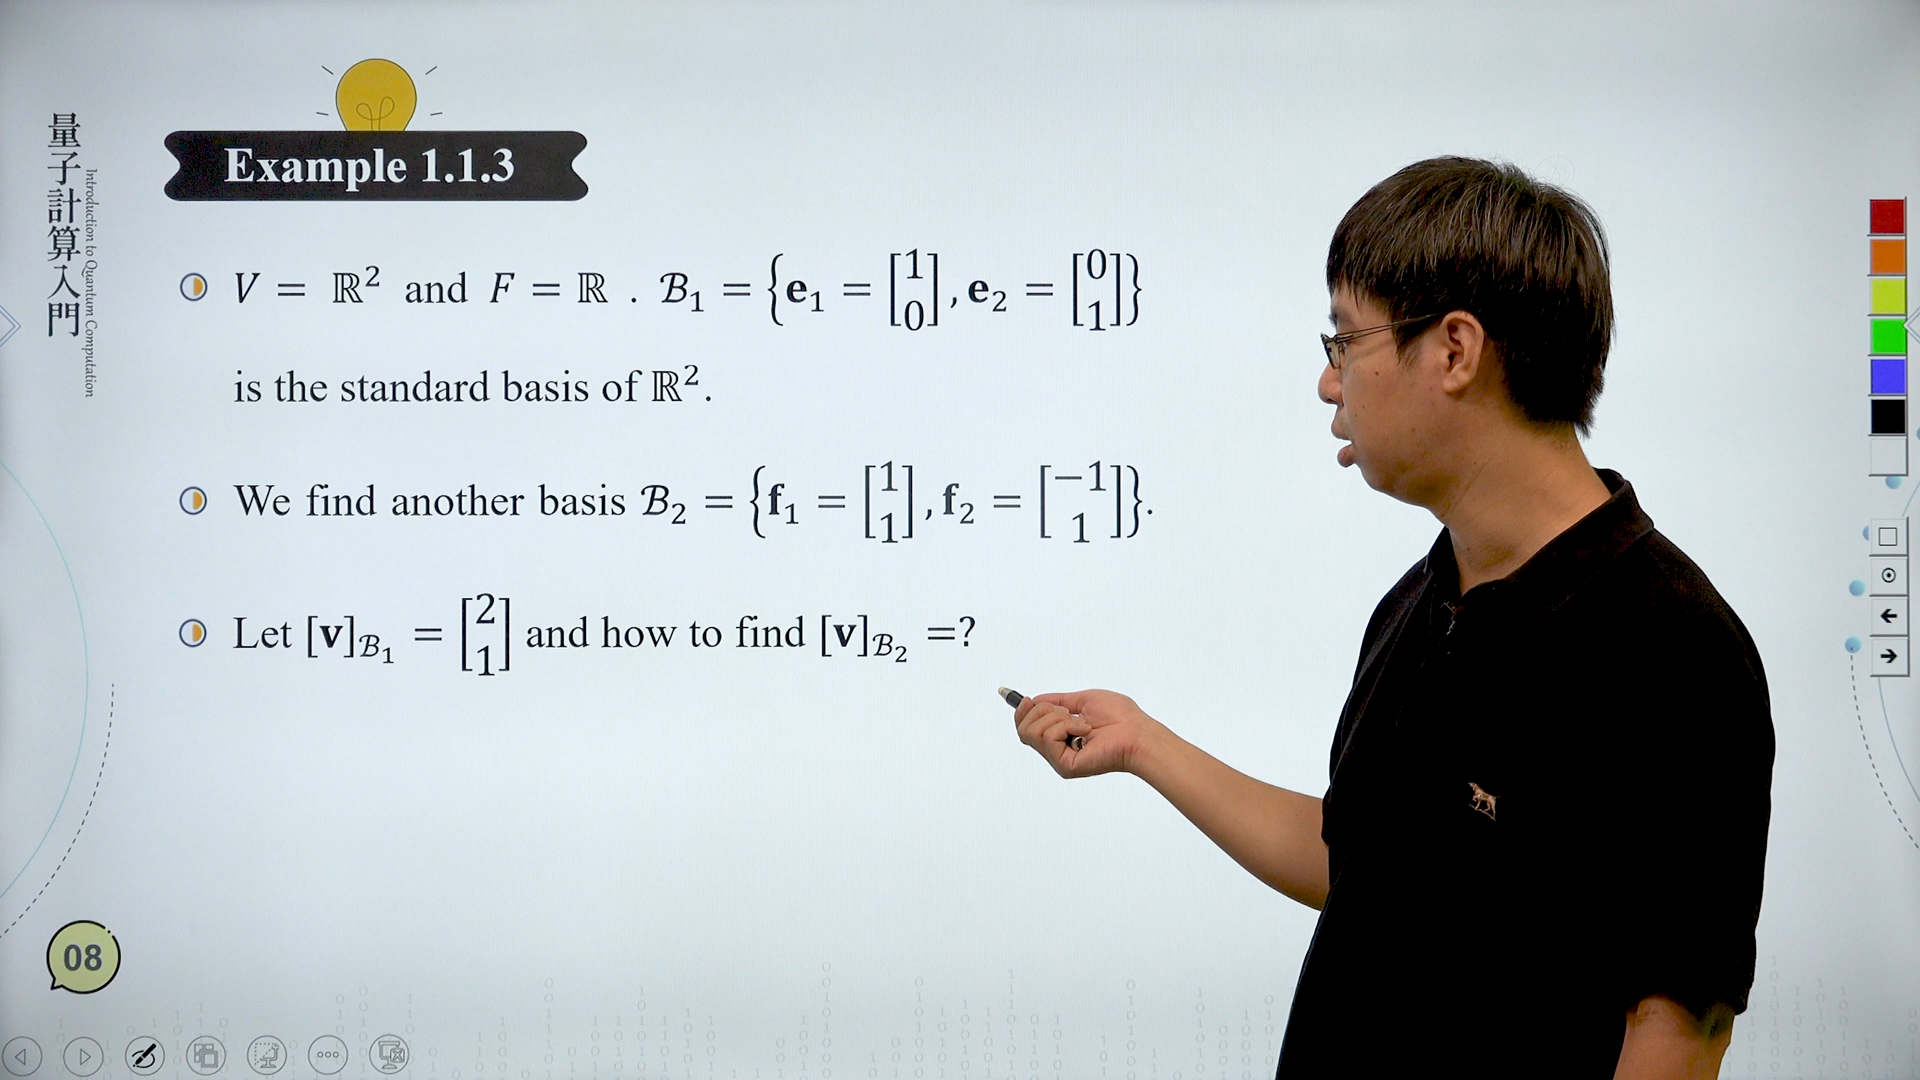 量子計算入門
Introduction to Quantum Computation
Example 1.1.3
V = ℝ² and F = ℝ . ℬ₁ = {e₁ = [1 0], e₂ = [0 1]}
is the standard basis of ℝ².
We find another basis ℬ₂ = {f₁ = [1 1], f₂ = [−1 1]}.
Let [v]ℬ₁ = [2 1] and how to find [v]ℬ₂ =?
08